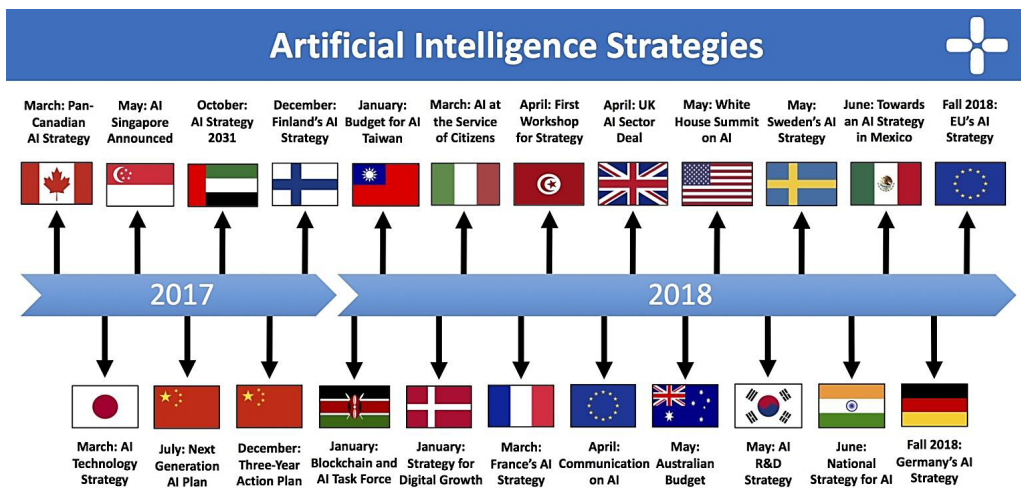 Artificial Intelligence Strategies
March: Pan-
Canadian
AI Strategy
May: AI
Singapore
Announced
October:
AI Strategy
2031
December:
Finland's AI
Strategy
January:
Budget for AI
Taiwan
March: AI at
the Service
of Citizens
April: First
Workshop
for Strategy
April: UK
AI Sector
Deal
May: White
House Summit
on AI
May:
Sweden's AI
Strategy
June: Towards
an AI Strategy
in Mexico
Fall 2018:
EU's AI
Strategy
2017
2018
March: AI
Technology
Strategy
July: Next
Generation
AI Plan
December:
Three-Year
Action Plan
January:
Blockchain and
AI Task Force
January:
Strategy for
Digital Growth
March:
France's AI
Strategy
April:
Communication
on AI
May:
Australian
Budget
May: AI
R&D
Strategy
June:
National
Strategy for AI
Fall 2018:
Germany's AI
Strategy